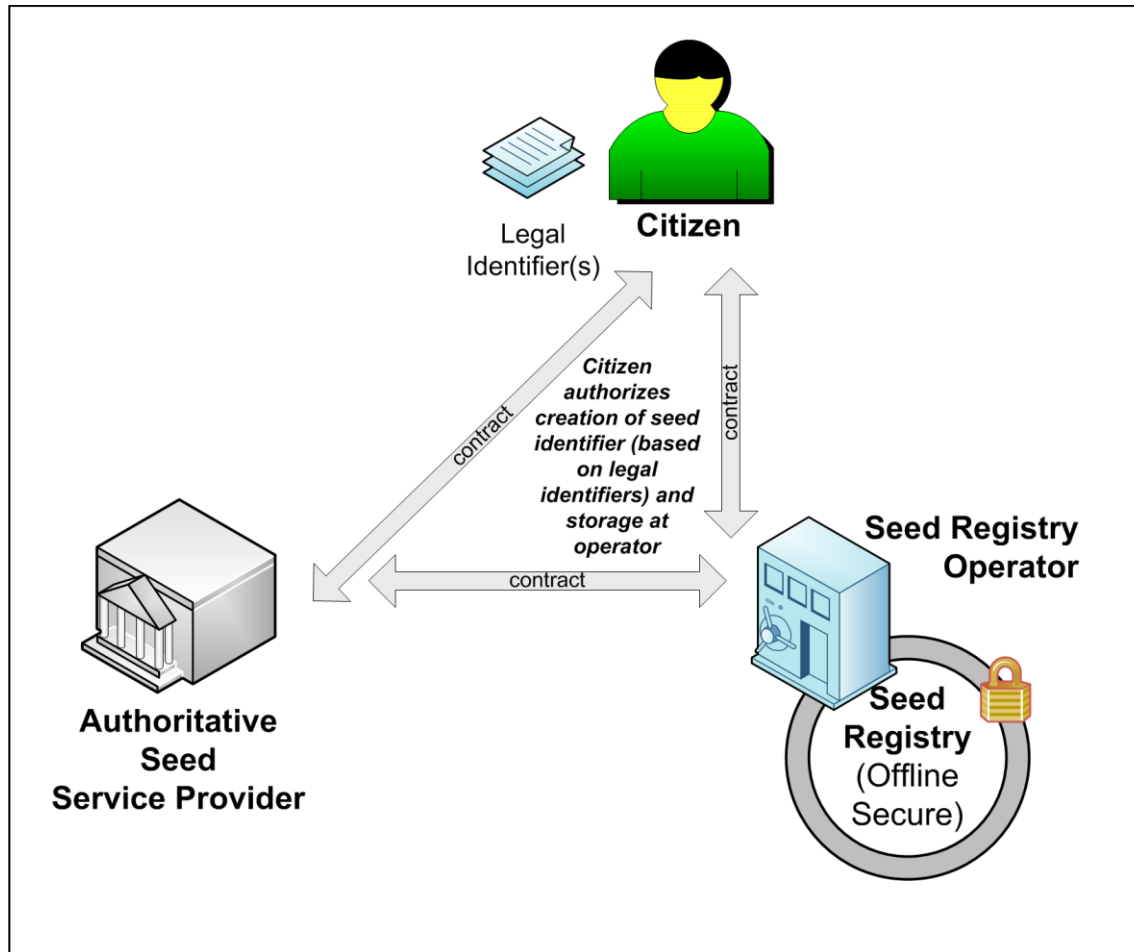 Legal
Identifier(s)
Citizen
contract
contract
Citizen
authorizes
creation of seed
identifier (based
on legal
identifiers) and
storage at
operator
contract
Seed Registry
Operator
Authoritative
Seed
Service Provider
Seed
Registry
(Offline
Secure)